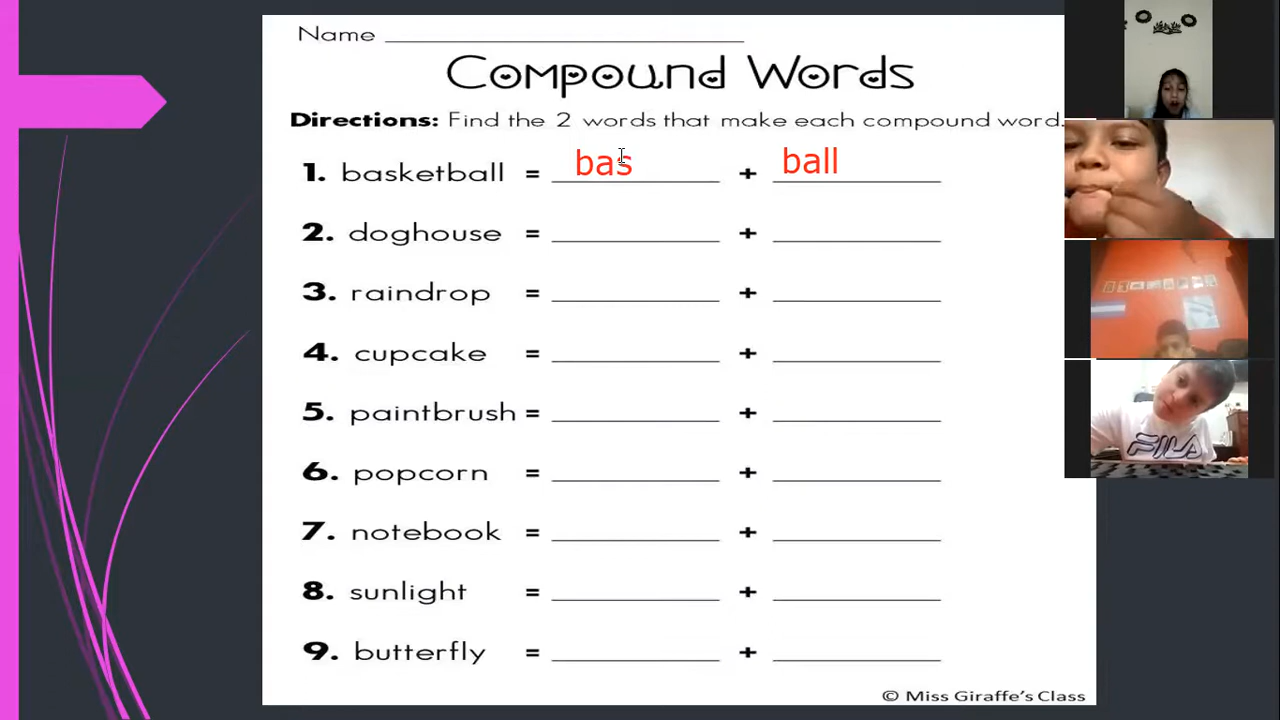 Name
Compound Words
Directions: Find the 2 words that make each compound word.
1. basketball = bas + ball
2. doghouse = +
3. raindrop = +
4. cupcake = +
5. paintbrush = +
6. popcorn = +
7. notebook = +
8. sunlight = +
9. butterfly = +
© Miss Giraffe's Class
FILA